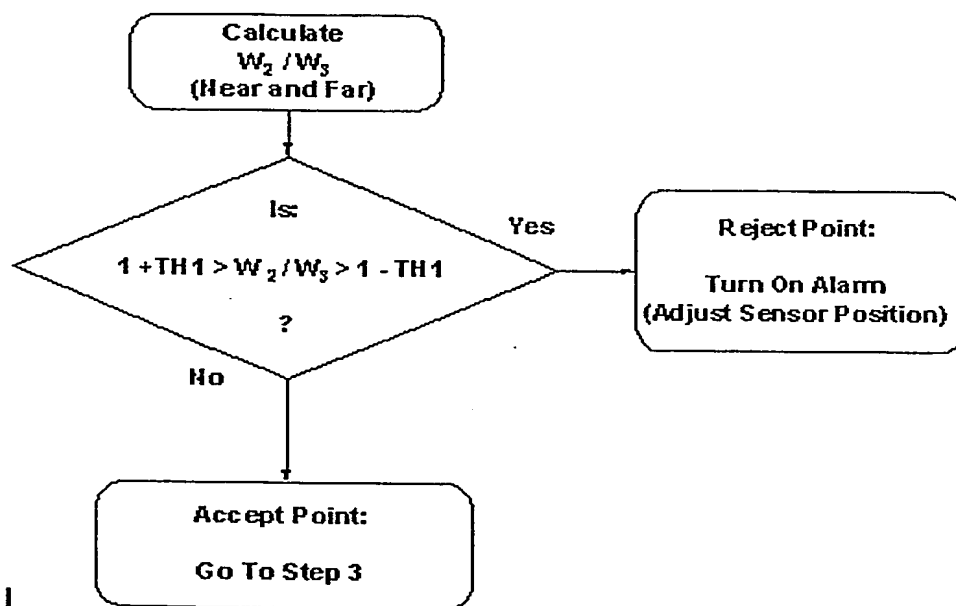 Calculate
W₂ / W₃
(Near and Far)
Is:
1 + TH1 > W₂ / W₃ > 1 - TH1
?
Yes
Reject Point:
Turn On Alarm
(Adjust Sensor Position)
No
Accept Point:
Go To Step 3